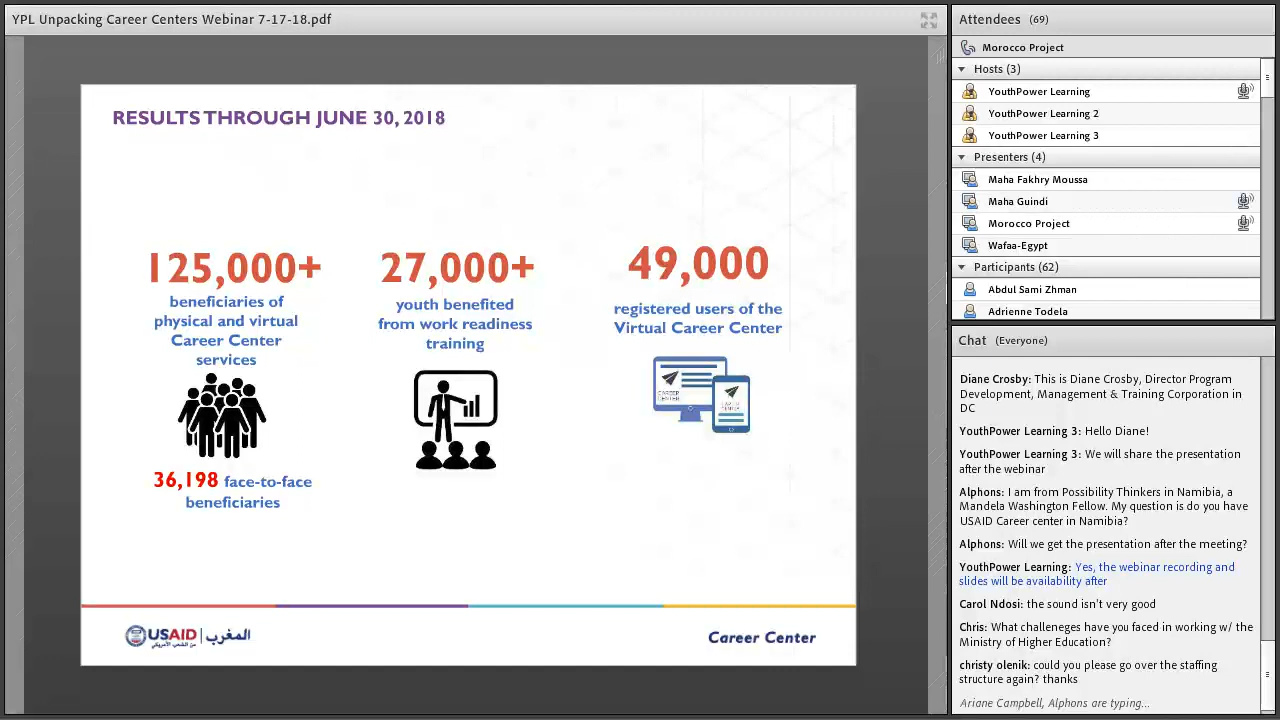 YPL Unpacking Career Centers Webinar 7-17-18.pdf
RESULTS THROUGH JUNE 30, 2018
125,000+
beneficiaries of
physical and virtual
Career Center
services
36,198 face-to-face
beneficiaries
27,000+
youth benefited
from work readiness
training
49,000
registered users of the
Virtual Career Center
CAREER
CENTER
USAID | المغرب
من الشعب الأمريكي
Career Center
Attendees (69)
Morocco Project
Hosts (3)
YouthPower Learning
YouthPower Learning 2
YouthPower Learning 3
Presenters (4)
Maha Fakhry Moussa
Maha Guindi
Morocco Project
Wafaa-Egypt
Participants (62)
Abdul Sami Zhman
Adrienne Todela
Chat (Everyone)
Diane Crosby: This is Diane Crosby, Director Program
Development, Management & Training Corporation in
DC
YouthPower Learning 3: Hello Diane!
YouthPower Learning 3: We will share the presentation
after the webinar
Alphons: I am from Possibility Thinkers in Namibia, a
Mandela Washington Fellow. My question is do you have
USAID Career center in Namibia?
Alphons: Will we get the presentation after the meeting?
YouthPower Learning: Yes, the webinar recording and
slides will be availability after
Carol Ndosi: the sound isn't very good
Chris: What challeneges have you faced in working w/ the
Ministry of Higher Education?
christy olenik: could you please go over the staffing
structure again? thanks
Ariane Campbell, Alphons are typing...